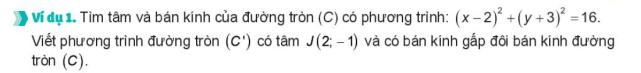 Ví dụ 1. Tìm tâm và bán kính của đường tròn (C) có phương trình: (x − 2)² + (y + 3)² = 16.
Viết phương trình đường tròn (C') có tâm J(2; − 1) và có bán kính gấp đôi bán kính đường
tròn (C).